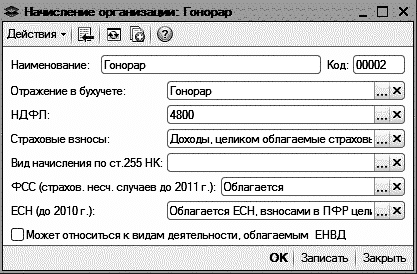 Начисление организации: Гонорар
Действия
Наименование: Гонорар Код: 00002
Отражение в бухучете: Гонорар ... ×
НДФЛ: 4800 ... ×
Страховые взносы: Доходы, целиком облагаемые страховь ... ×
Вид начисления по ст.255 НК: ... ×
ФСС (страхов. несч. случаев до 2011 г.): Облагается ... ×
ЕСН (до 2010 г.): Облагается ЕСН, взносами в ПФР цели ... ×
Может относиться к видам деятельности, облагаемым ЕНВД
OK Записать Закрыть